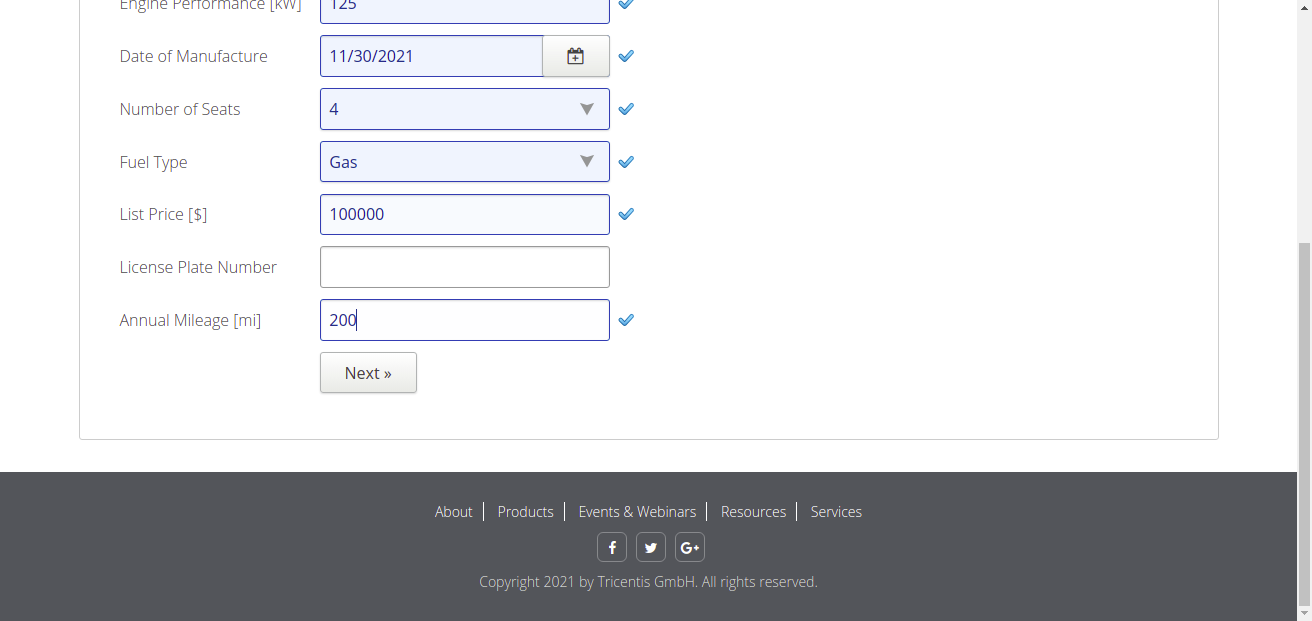 Engine Performance [kW] 125
Date of Manufacture 11/30/2021
Number of Seats 4
Fuel Type Gas
List Price [$] 100000
License Plate Number
Annual Mileage [mi] 200
Next »
About Products Events & Webinars Resources Services
G+
Copyright 2021 by Tricentis GmbH. All rights reserved.